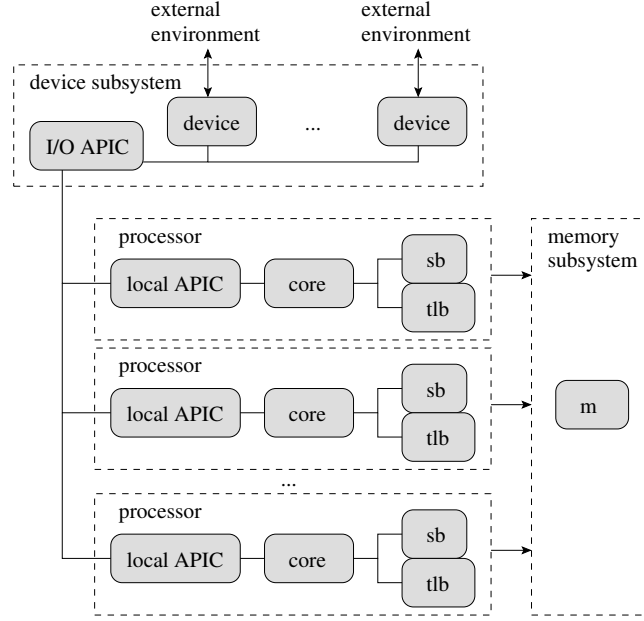 external
environment
external
environment
device subsystem
device
...
device
I/O APIC
processor
local APIC
core
sb
tlb
memory
subsystem
processor
local APIC
core
sb
tlb
m
...
processor
local APIC
core
sb
tlb